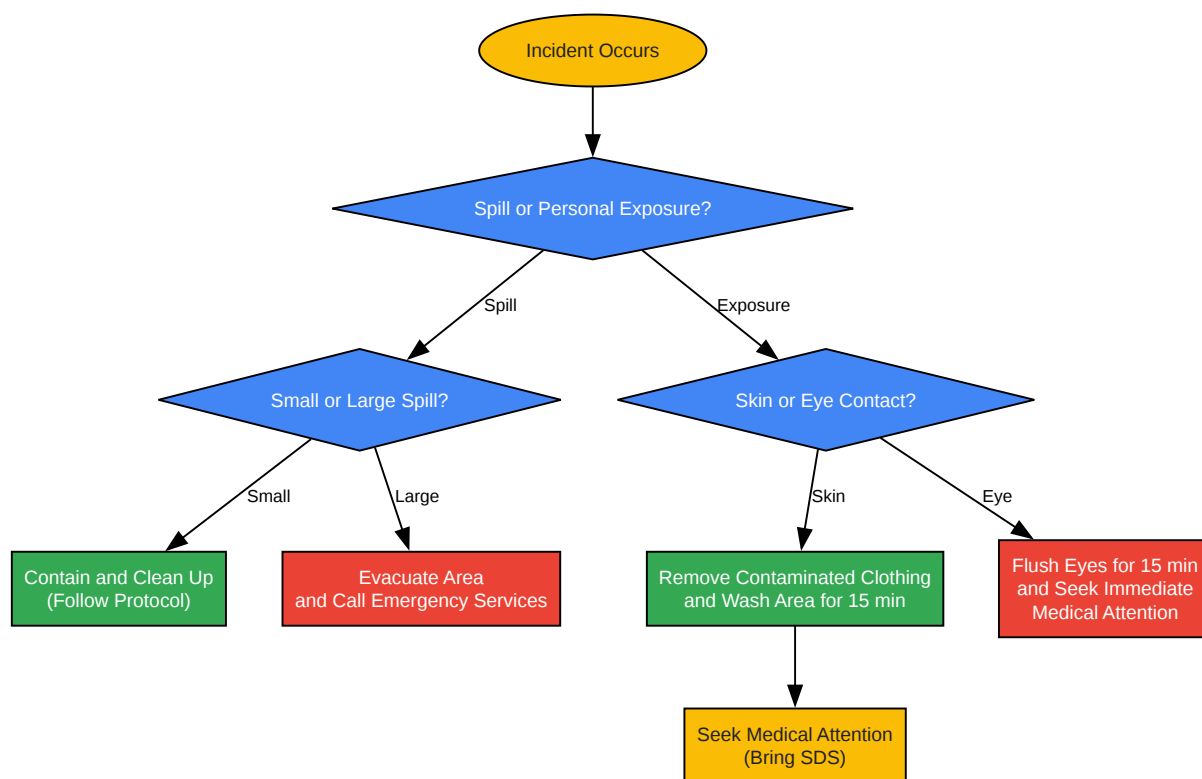 Incident Occurs
Spill or Personal Exposure?
Spill
Exposure
Small or Large Spill?
Skin or Eye Contact?
Small
Large
Skin
Eye
Contain and Clean Up
(Follow Protocol)
Evacuate Area
and Call Emergency Services
Remove Contaminated Clothing
and Wash Area for 15 min
Flush Eyes for 15 min
and Seek Immediate
Medical Attention
Seek Medical Attention
(Bring SDS)